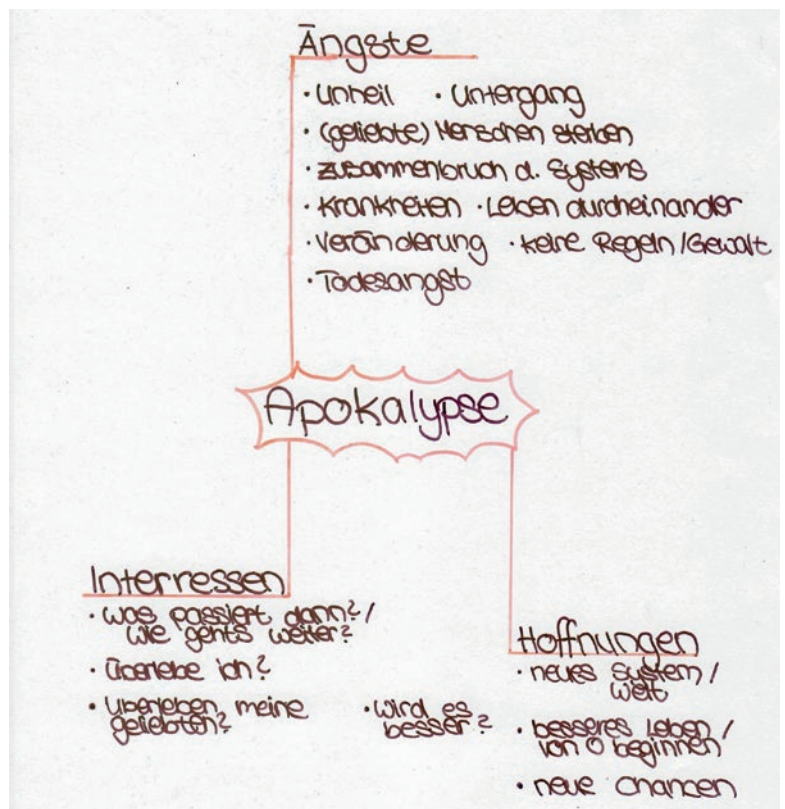 Ängste
· Unheil · Untergang
· (geliebte) Menschen sterben
· Zusammenbruch d. Systems
· Krankheiten · Leben durcheinander
· Veränderung · keine Regeln/Gewalt
· Todesangst
Apokalypse
Interressen
· was passiert dann?/
wie gehts weiter?
· Überlebe ich?
· Überleben meine
geliebten?
· wird es
besser?
Hoffnungen
· neues System/
Welt
· besseres Leben/
von 0 beginnen
· neue Chancen